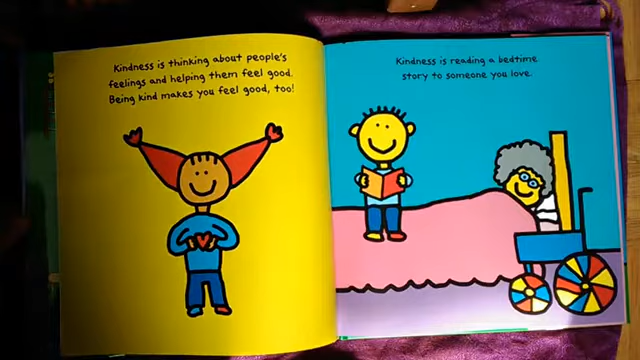 Kindness is thinking about people's
feelings and helping them feel good.
Being kind makes you feel good, too!
Kindness is reading a bedtime
story to someone you love.